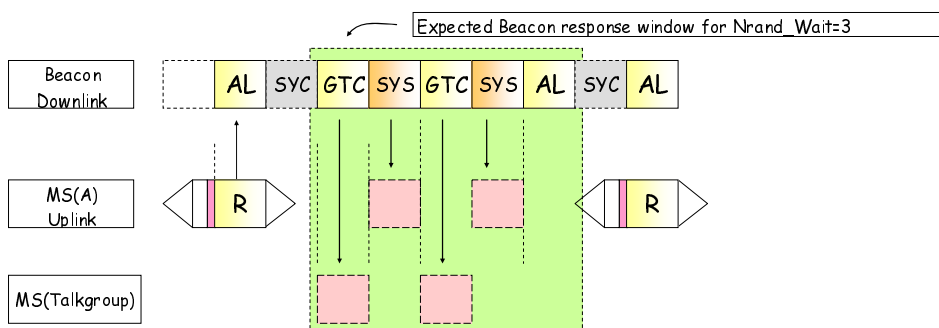 Expected Beacon response window for Nrand_Wait=3
Beacon
Downlink
AL SYC GTC SYS GTC SYS AL SYC AL
MS(A)
Uplink
R R
MS(Talkgroup)